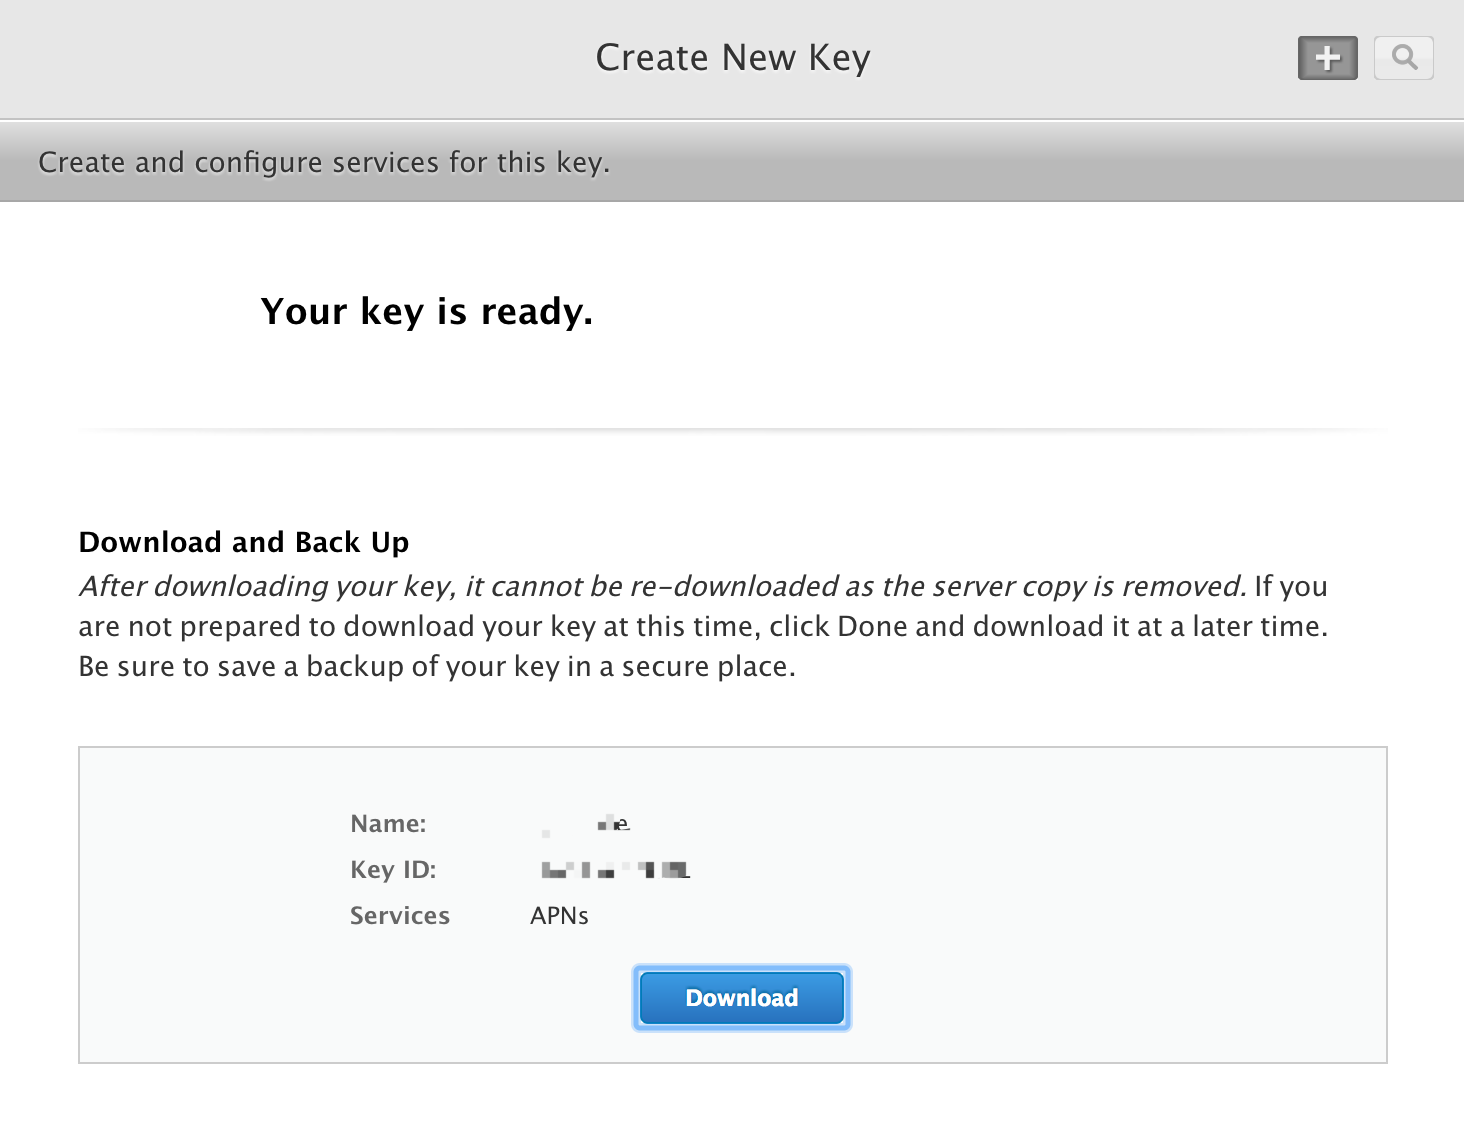 Create New Key
Create and configure services for this key.
Your key is ready.
Download and Back Up
After downloading your key, it cannot be re-downloaded as the server copy is removed. If you
are not prepared to download your key at this time, click Done and download it at a later time.
Be sure to save a backup of your key in a secure place.
Name:
Key ID:
Services APNs
Download